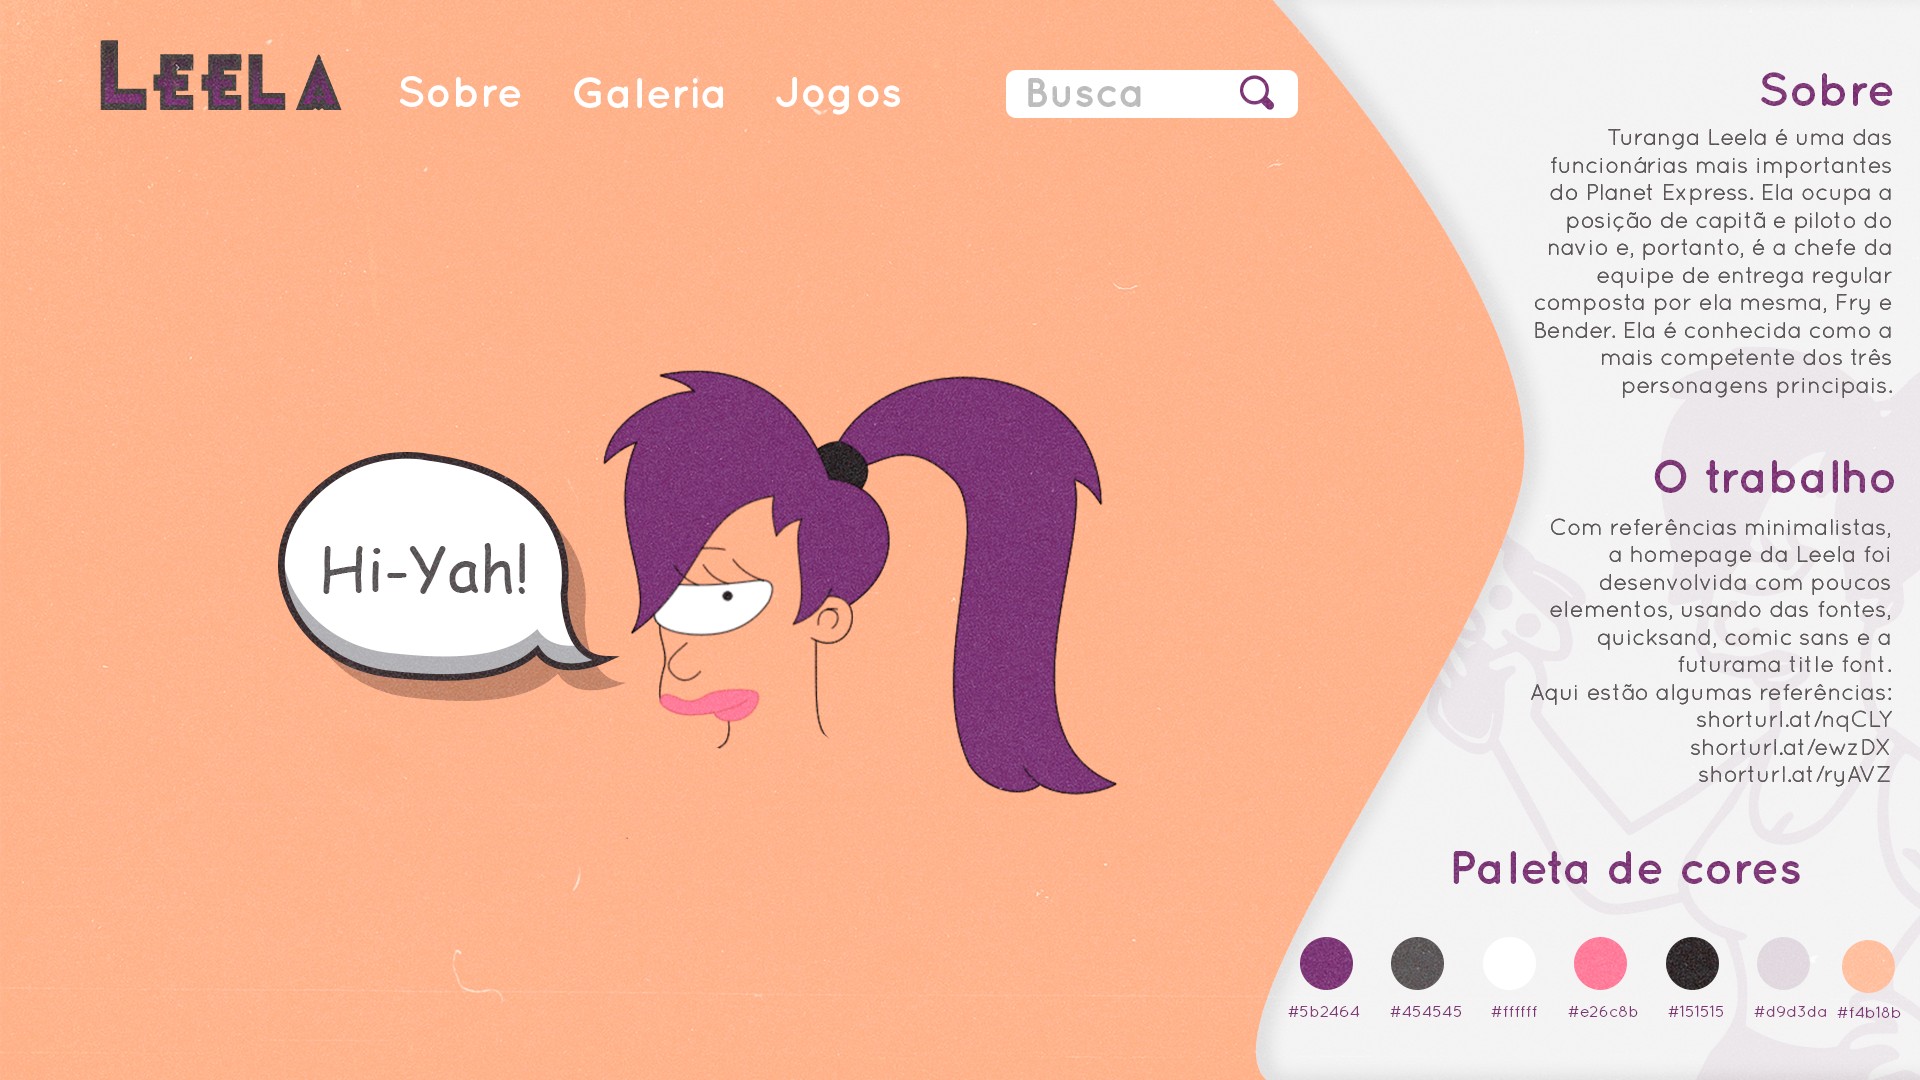 LEELA
Sobre
Galeria
Jogos
Busca
Hi-Yah!
Sobre
Turanga Leela é uma das
funcionárias mais importantes
do Planet Express. Ela ocupa a
posição de capitã e piloto do
navio e, portanto, é a chefe da
equipe de entrega regular
composta por ela mesma, Fry e
Bender. Ela é conhecida como a
mais competente dos três
personagens principais.
O trabalho
Com referências minimalistas,
a homepage da Leela foi
desenvolvida com poucos
elementos, usando das fontes,
quicksand, comic sans e a
futurama title font.
Aqui estão algumas referências:
shorturl.at/nqCLY
shorturl.at/ewzDX
shorturl.at/ryAVZ
Paleta de cores
#5b2464
#454545
#ffffff
#e26c8b
#151515
#d9d3da
#f4b18b